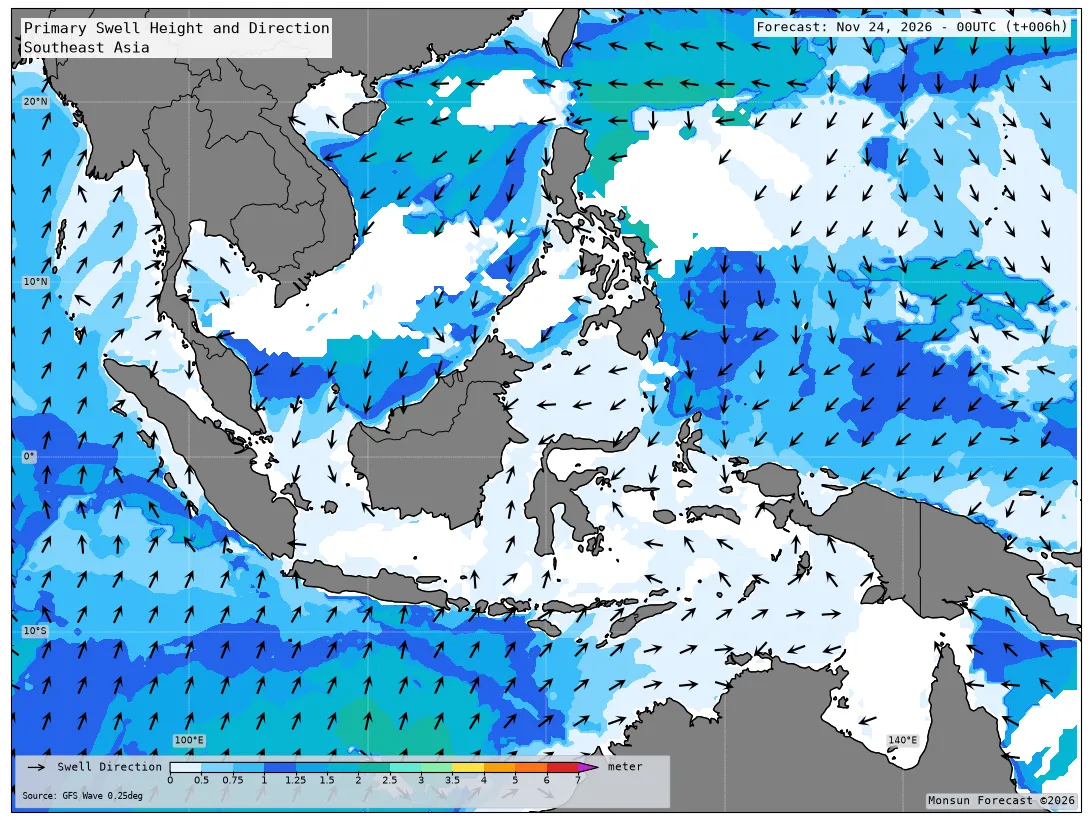 Primary Swell Height and Direction
Southeast Asia
Forecast: Nov 24, 2026 - 00UTC (t+006h)
20°N
10°N
0°
10°S
100°E
140°E
Swell Direction
0 0.5 0.75 1 1.25 1.5 2 2.5 3 3.5 4 5 6 7
meter
Source: GFS Wave 0.25deg
Monsun Forecast ©2026